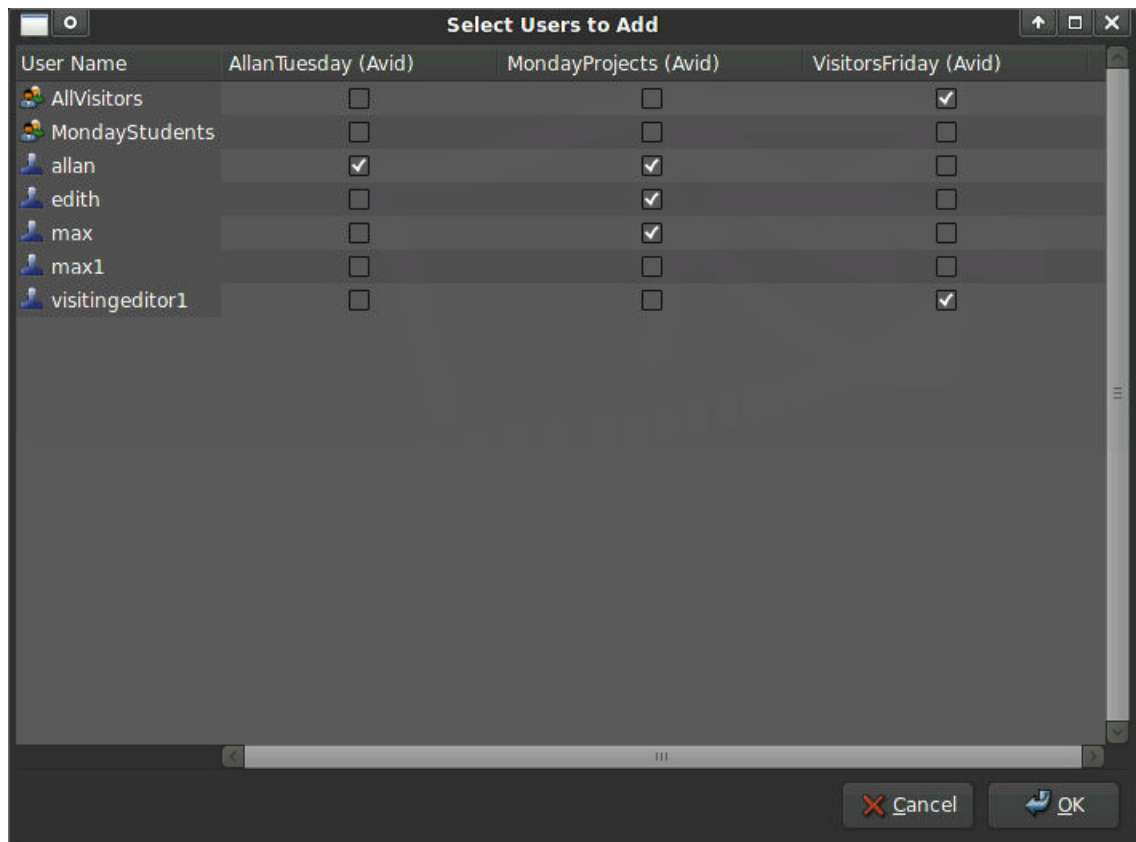 Select Users to Add
User Name AllanTuesday (Avid) MondayProjects (Avid) VisitorsFriday (Avid)
AllVisitors
MondayStudents
allan
edith
max
max1
visitingeditor1
Cancel OK